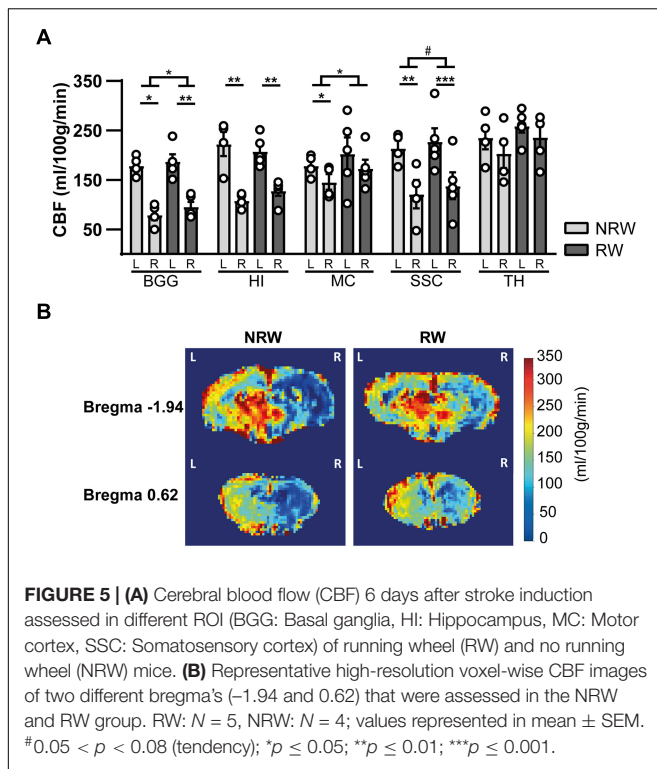 A
* # 
* ** ** ** * * ** ***
350
250
150
50
CBF (ml/100g/min)
L R L R L R L R L R L R L R L R L R L R
BGG HI MC SSC TH
NRW
RW
B
NRW RW
L R L R
Bregma -1.94
Bregma 0.62
350
300
250
200
150
100
50
0
(ml/100g/min)
FIGURE 5 | (A) Cerebral blood flow (CBF) 6 days after stroke induction
assessed in different ROI (BGG: Basal ganglia, HI: Hippocampus, MC: Motor
cortex, SSC: Somatosensory cortex) of running wheel (RW) and no running
wheel (NRW) mice. (B) Representative high-resolution voxel-wise CBF images
of two different bregma's (–1.94 and 0.62) that were assessed in the NRW
and RW group. RW: N = 5, NRW: N = 4; values represented in mean ± SEM.
#0.05 < p < 0.08 (tendency); *p ≤ 0.05; **p ≤ 0.01; ***p ≤ 0.001.